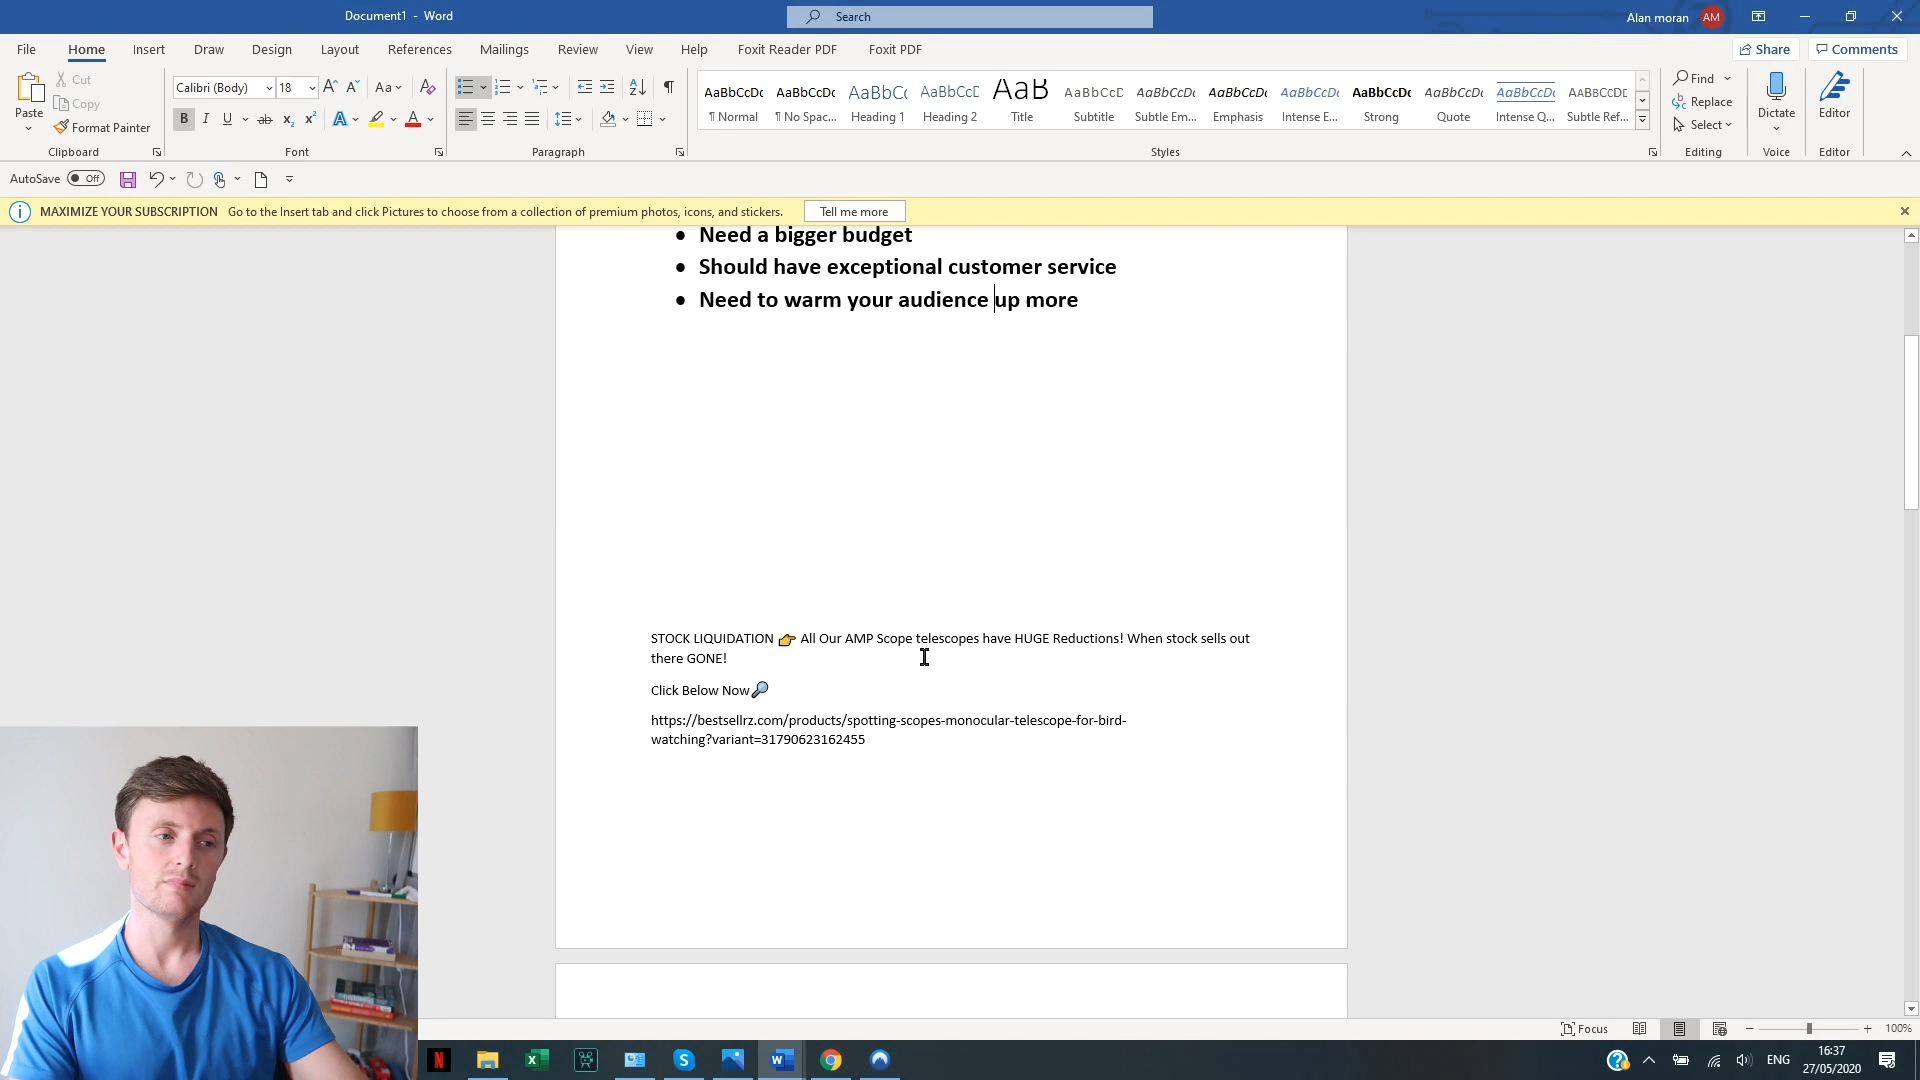 Document1 - Word
Search
Alan moran
AM
File Home Insert Draw Design Layout References Mailings Review View Help Foxit Reader PDF Foxit PDF
Share
Comments
Paste
Cut
Copy
Format Painter
Clipboard
Calibri (Body)
18
Font
Paragraph
AaBbCcDc AaBbCcDc AaBbC AaBbCcD AaB AaBbCcD AaBbCcDc AaBbCcDc AaBbCcDc AaBbCcDc AaBbCcDc AaBbCcDc AABBCCDD
¶ Normal ¶ No Spac... Heading 1 Heading 2 Title Subtitle Subtle Em... Emphasis Intense E... Strong Quote Intense Q... Subtle Ref...
Styles
Find
Replace
Select
Editing
Dictate
Voice
Editor
Editor
AutoSave Off
MAXIMIZE YOUR SUBSCRIPTION Go to the Insert tab and click Pictures to choose from a collection of premium photos, icons, and stickers.
Tell me more
• Need a bigger budget
• Should have exceptional customer service
• Need to warm your audience up more
STOCK LIQUIDATION 👉 All Our AMP Scope telescopes have HUGE Reductions! When stock sells out
there GONE!
Click Below Now🔎
https://bestsellrz.com/products/spotting-scopes-monocular-telescope-for-bird-
watching?variant=31790623162455
Focus
100%
ENG
16:37
27/05/2020